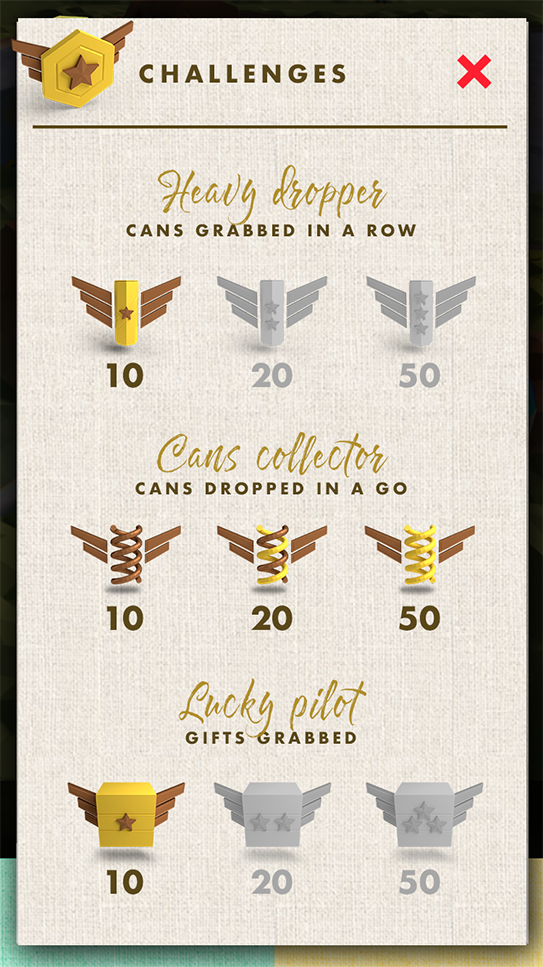 CHALLENGES
Heavy dropper
CANS GRABBED IN A ROW
10 20 50
Cans collector
CANS DROPPED IN A GO
10 20 50
Lucky pilot
GIFTS GRABBED
10 20 50